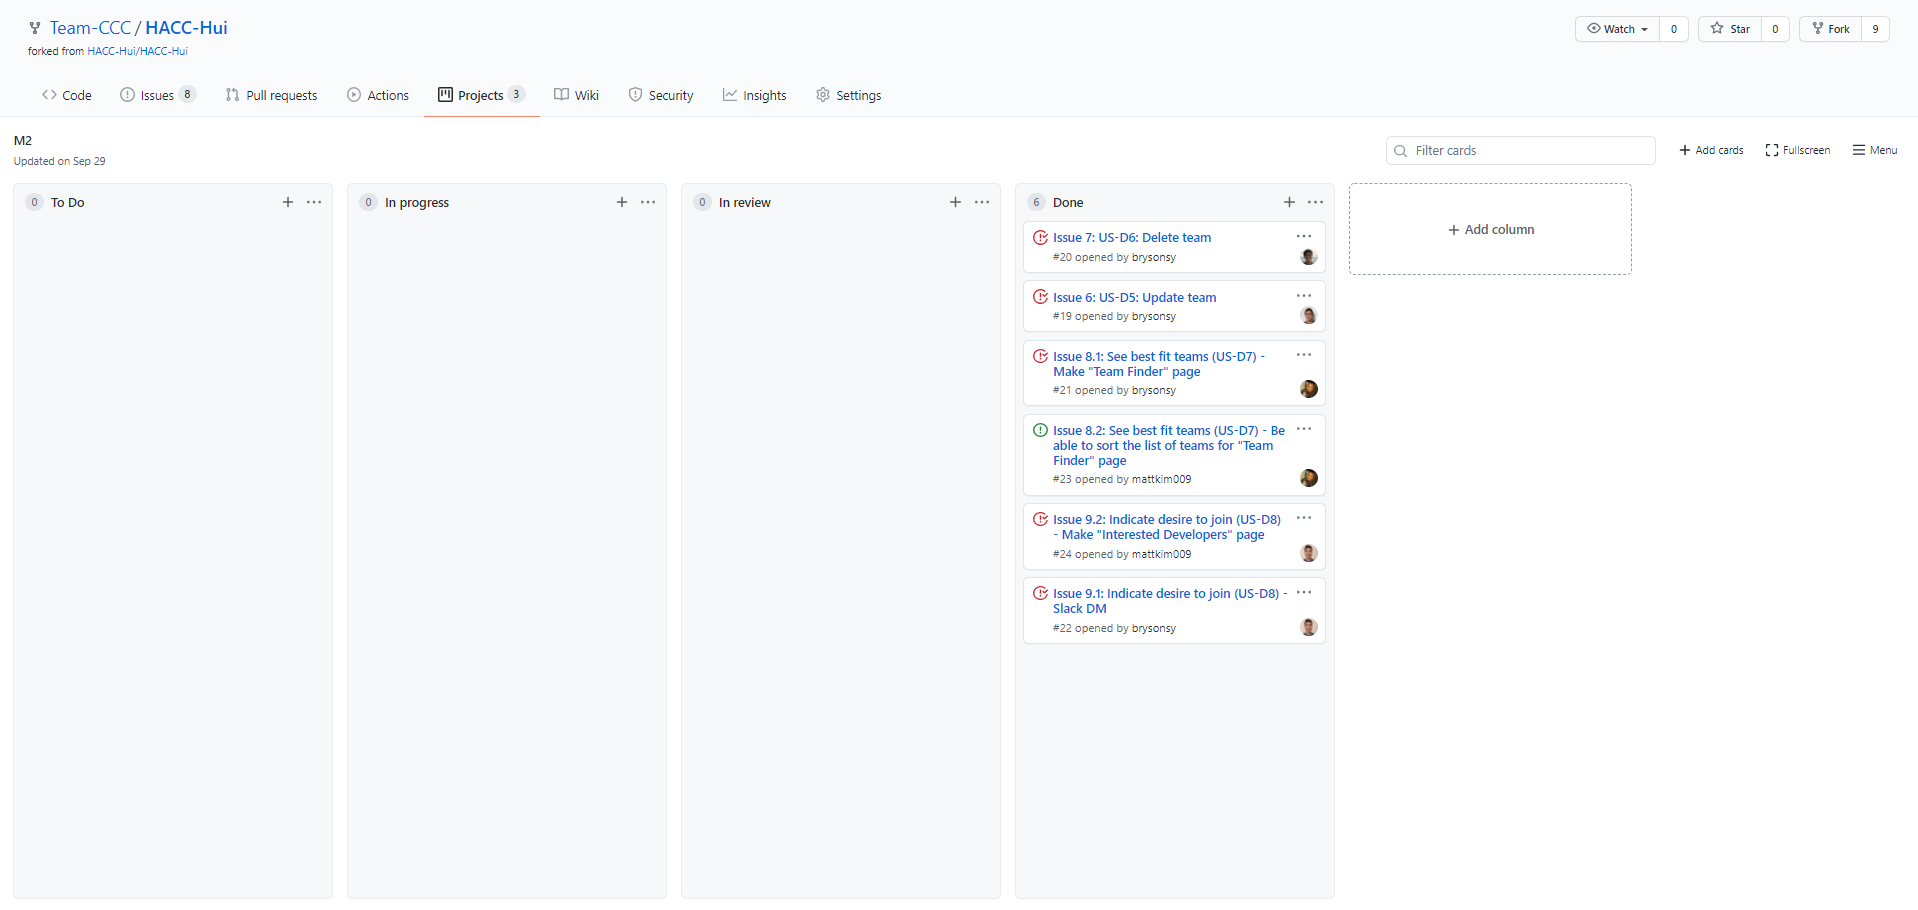 Team-CCC / HACC-Hui
forked from HACC-Hui/HACC-Hui
Watch 0
Star 0
Fork 9
Code
Issues 8
Pull requests
Actions
Projects 3
Wiki
Security
Insights
Settings
M2
Updated on Sep 29
Filter cards
Add cards
Fullscreen
Menu
0 To Do
0 In progress
0 In review
6 Done
Issue 7: US-D6: Delete team
#20 opened by brysonsy
Issue 6: US-D5: Update team
#19 opened by brysonsy
Issue 8.1: See best fit teams (US-D7) -
Make "Team Finder" page
#21 opened by brysonsy
Issue 8.2: See best fit teams (US-D7) - Be
able to sort the list of teams for "Team
Finder" page
#23 opened by mattkim009
Issue 9.2: Indicate desire to join (US-D8)
- Make "Interested Developers" page
#24 opened by mattkim009
Issue 9.1: Indicate desire to join (US-D8) -
Slack DM
#22 opened by brysonsy
Add column